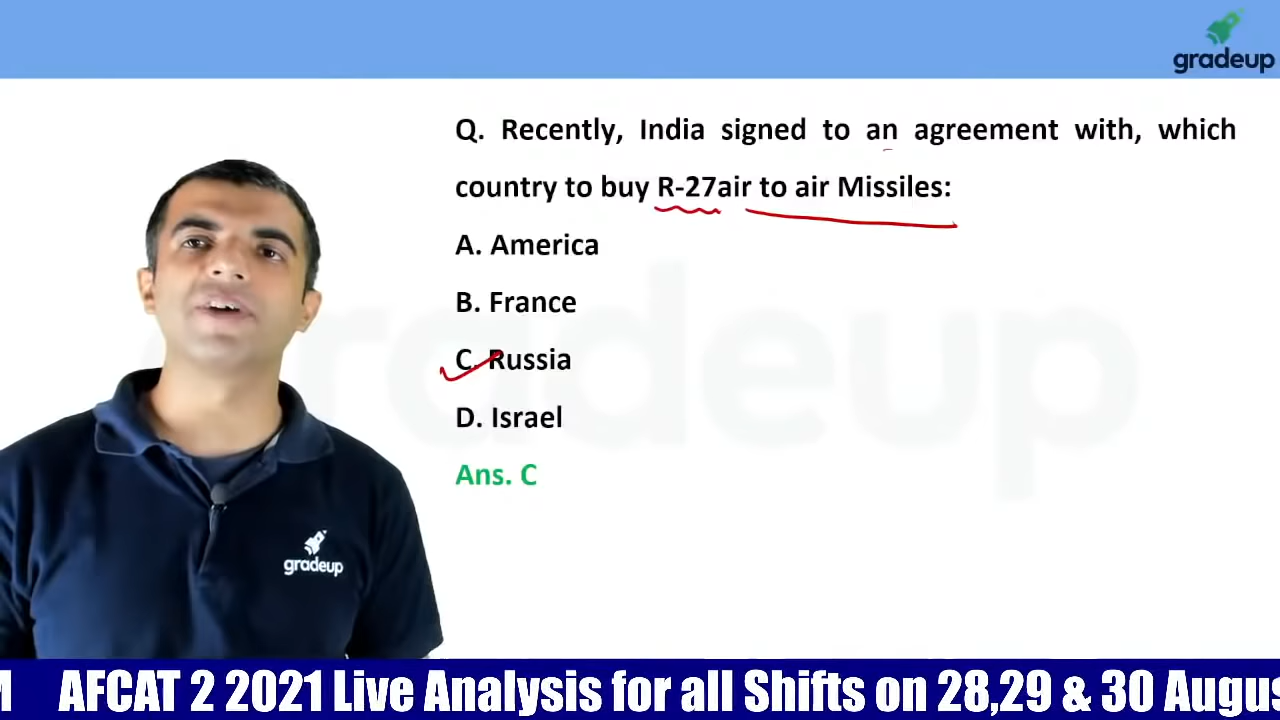 gradeup
Q. Recently, India signed to an agreement with, which
country to buy R-27air to air Missiles:
A. America
B. France
C. Russia
D. Israel
Ans. C
gradeup
gradeup
M AFCAT 2 2021 Live Analysis for all Shifts on 28,29 & 30 Augus